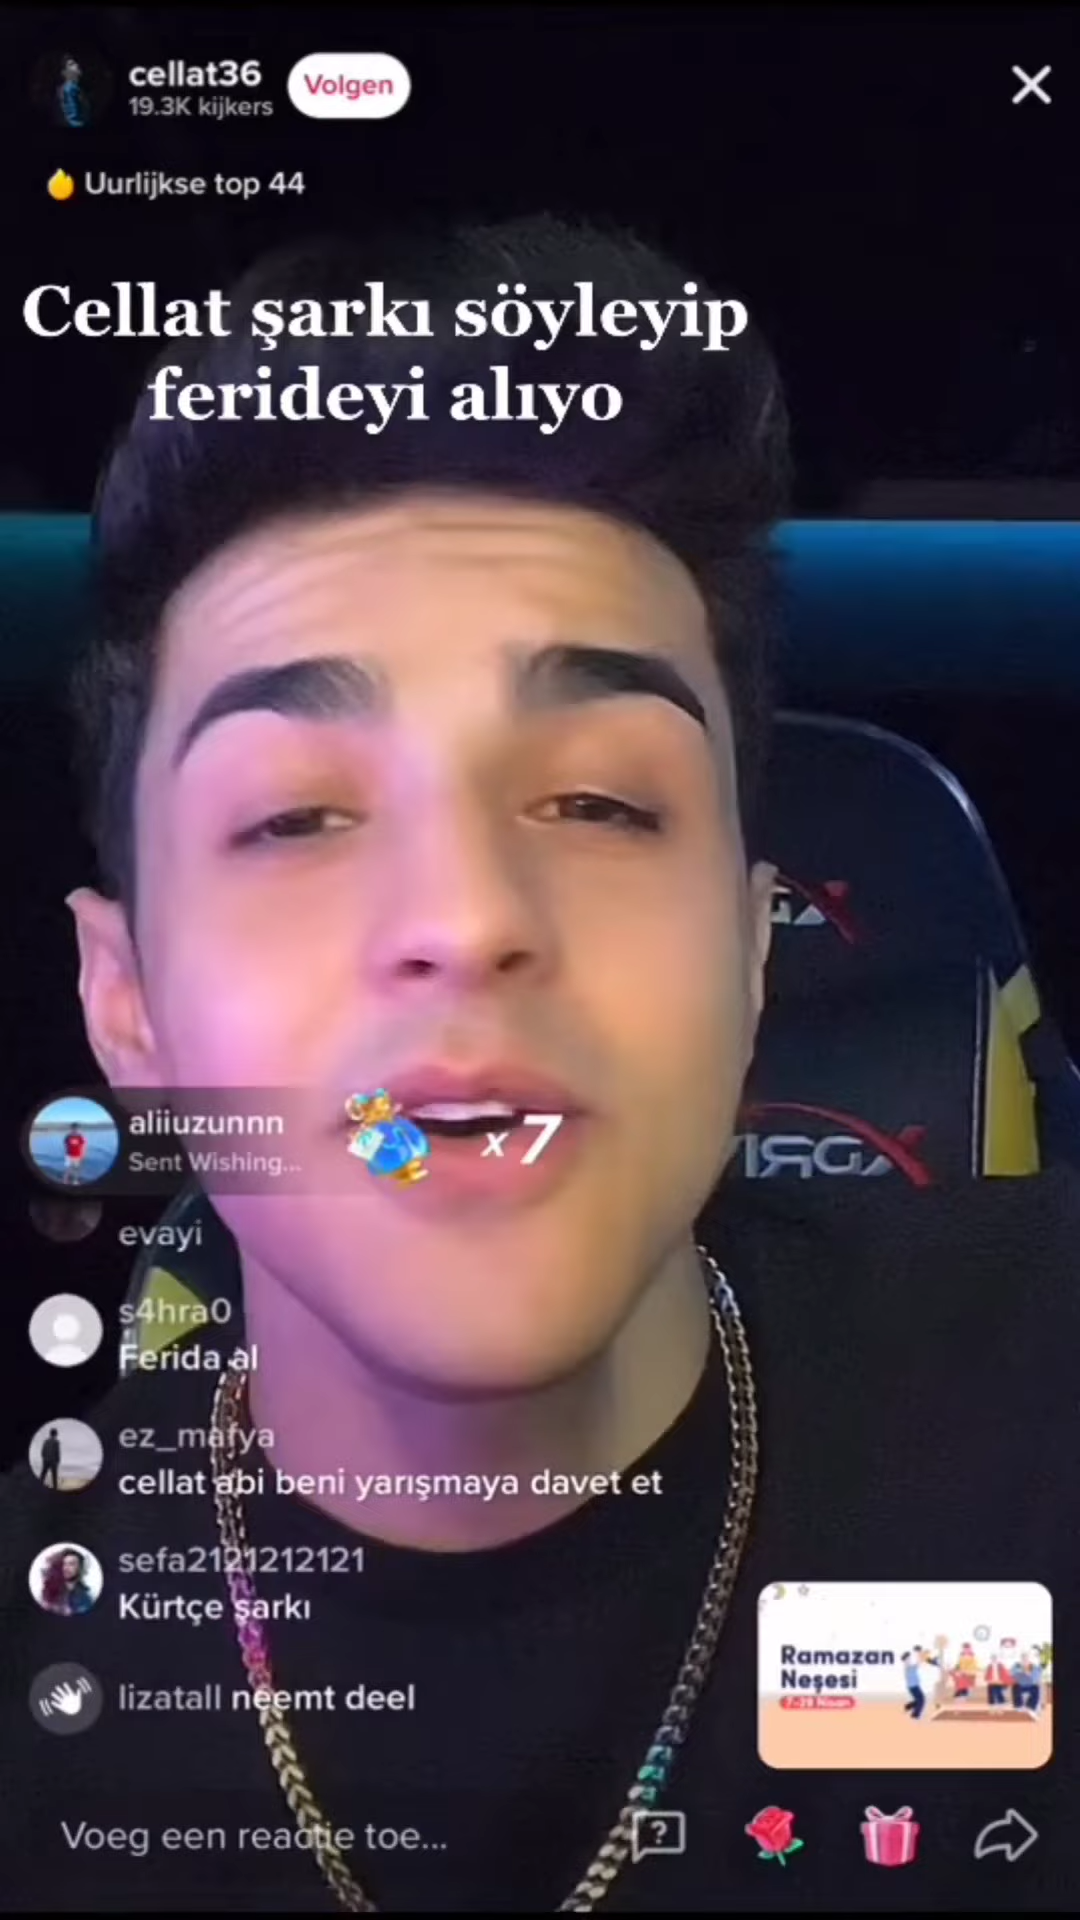 cellat36
19.3K kijkers
Volgen
Uurlijkse top 44
Cellat şarkı söyleyip
ferideyi alıyo
aliiuzunnn
Sent Wishing...
x7
evayi
s4hra0
Ferida al
ez_mafya
cellat abi beni yarışmaya davet et
sefa2121212121
Kürtçe şarkı
lizatall neemt deel
Ramazan
Neşesi
Voeg een reactie toe...